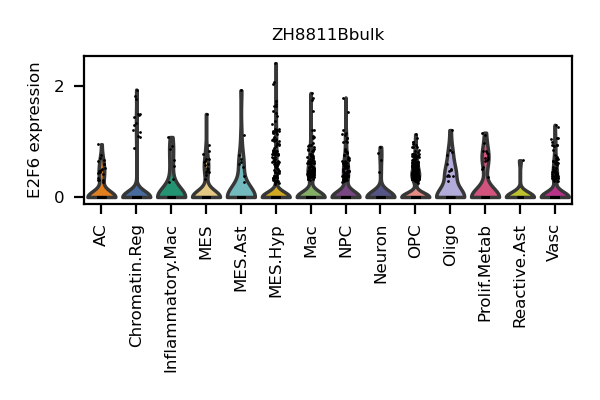 ZH8811Bbulk
E2F6 expression
2
0
AC
Chromatin.Reg
Inflammatory.Mac
MES
MES.Ast
MES.Hyp
Mac
NPC
Neuron
OPC
Oligo
Prolif.Metab
Reactive.Ast
Vasc